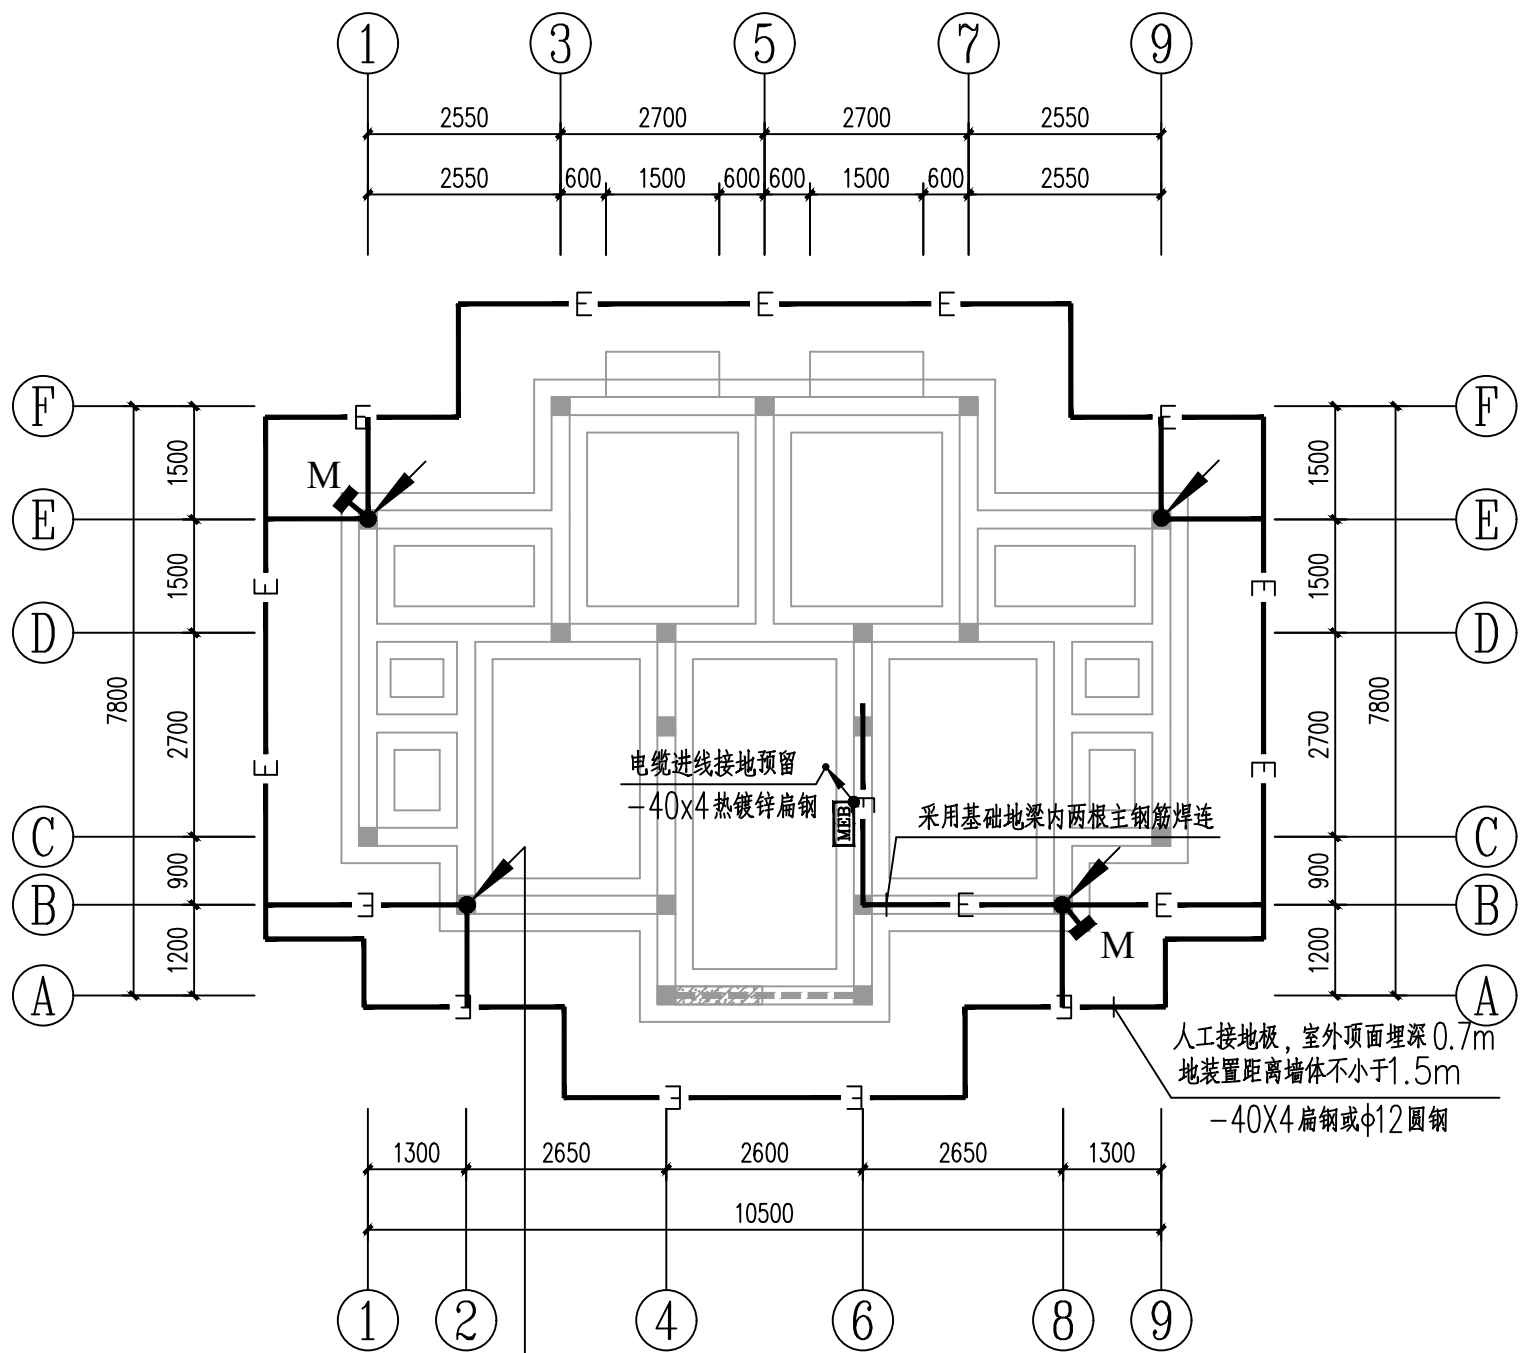 1 3 5 7 9
2550 2700 2700 2550
2550 600 1500 600 600 1500 600 2550
E E E
F E E F
1500 1500
M
E E
1500 E E 1500
D D
7800 2700 2700 7800
电缆进线接地预留
E E
-40x4热镀锌扁钢
MEB
E
采用基础地梁内两根主钢筋焊连
C C
900 900
B E E E B
M
1200 1200
A E E A
人工接地极，室外顶面埋深0.7m
地装置距离墙体不小于1.5m
E E
-40X4扁钢或ϕ12圆钢
1300 2650 2600 2650 1300
10500
1 2 4 6 8 9